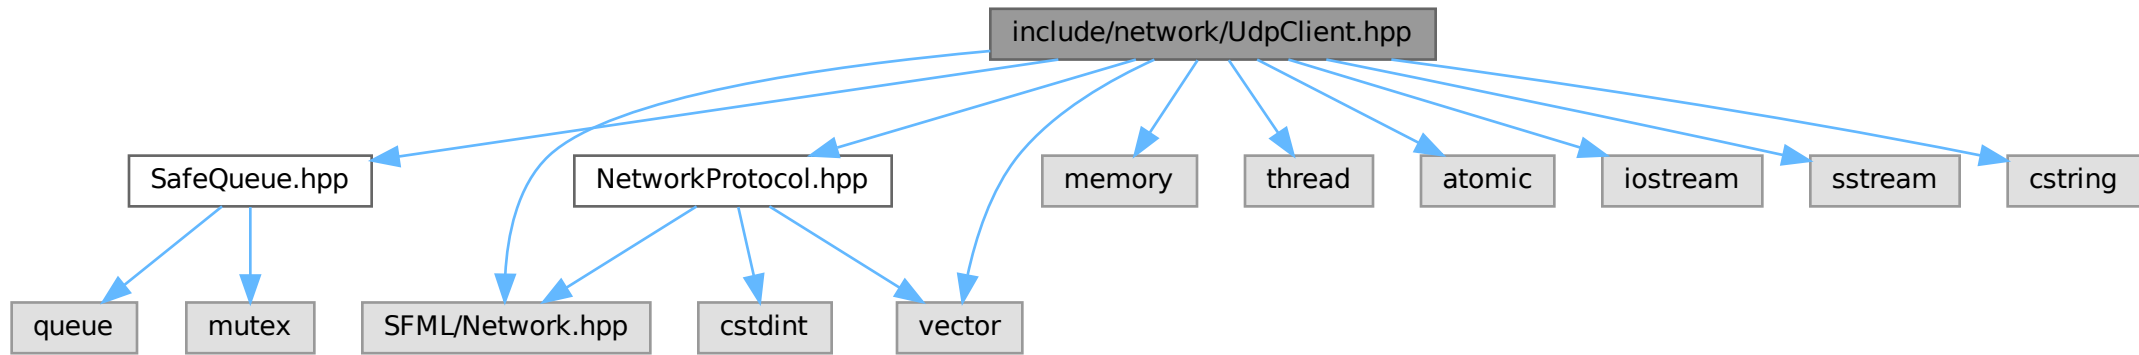 include/network/UdpClient.hpp
SafeQueue.hpp
NetworkProtocol.hpp
memory
thread
atomic
iostream
sstream
cstring
queue
mutex
SFML/Network.hpp
cstdint
vector